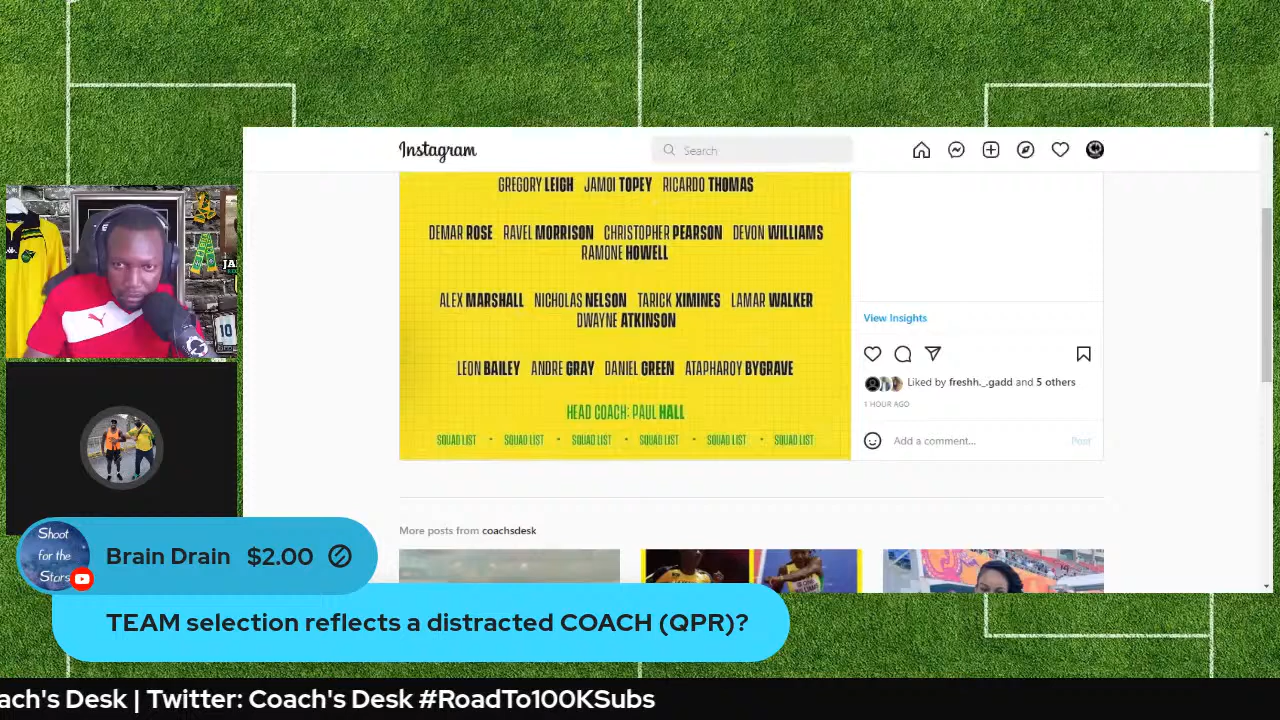 Instagram
Search
GREGORY LEIGH JAMOI TOPEY RICARDO THOMAS
DEMAR ROSE RAVEL MORRISON CHRISTOPHER PEARSON DEVON WILLIAMS
RAMONE HOWELL
ALEX MARSHALL NICHOLAS NELSON TARICK XIMINES LAMAR WALKER
DWAYNE ATKINSON
LEON BAILEY ANDRE GRAY DANIEL GREEN ATAPHAROY BYGRAVE
HEAD COACH: PAUL HALL
SQUAD LIST • SQUAD LIST • SQUAD LIST • SQUAD LIST • SQUAD LIST • SQUAD LIST
View Insights
Liked by freshh._.gadd and 5 others
1 HOUR AGO
Add a comment...
Post
More posts from coachsdesk
JA
10
Shoot
for the
Stars
Brain Drain $2.00
TEAM selection reflects a distracted COACH (QPR)?
oach's Desk | Twitter: Coach's Desk #RoadTo100KSubs